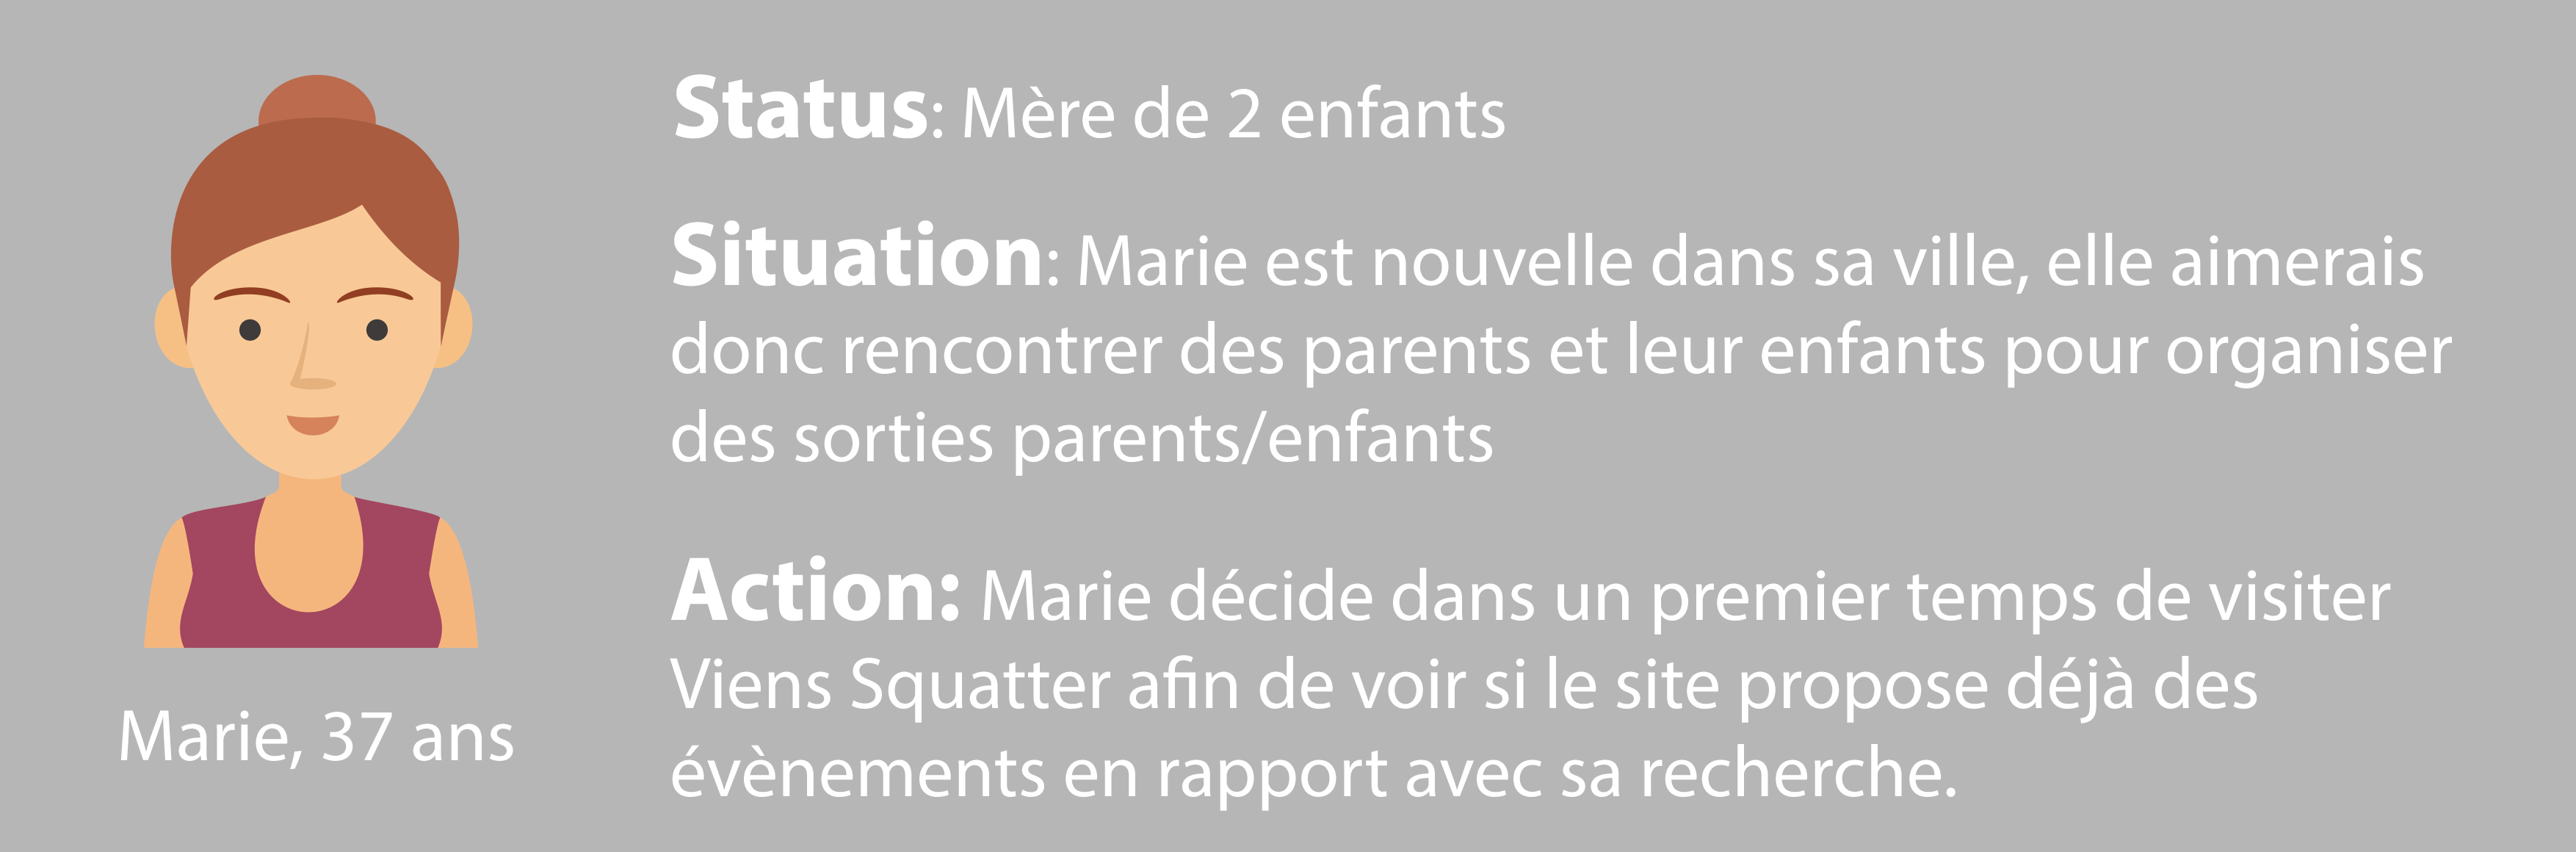 Status: Mère de 2 enfants
Situation: Marie est nouvelle dans sa ville, elle aimerais
donc rencontrer des parents et leur enfants pour organiser
des sorties parents/enfants
Action: Marie décide dans un premier temps de visiter
Viens Squatter afin de voir si le site propose déjà des
évènements en rapport avec sa recherche.
Marie, 37 ans